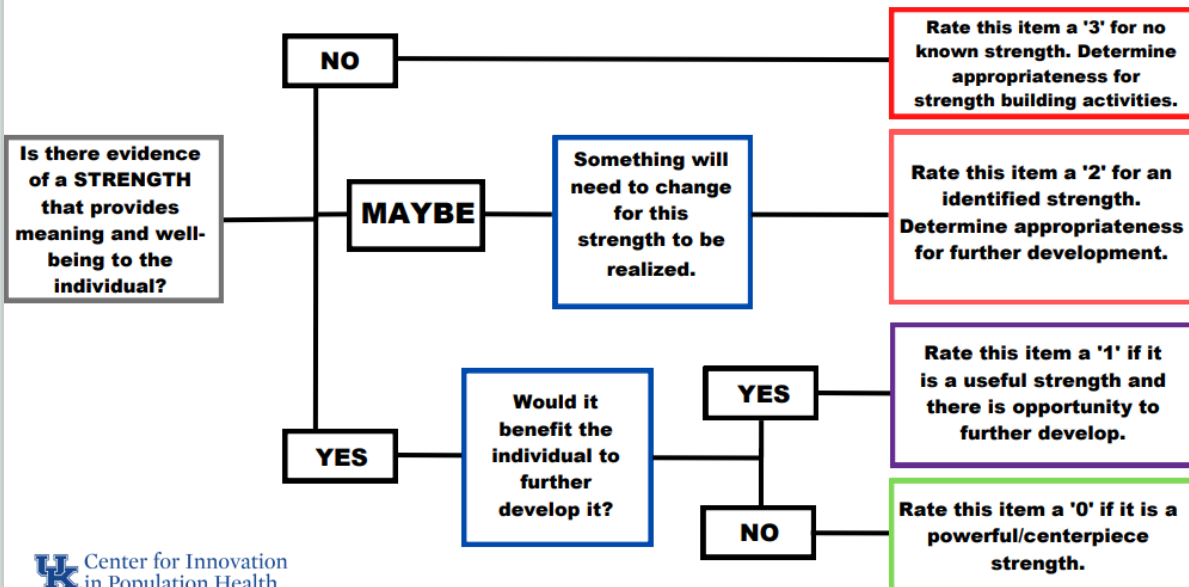 Is there evidence
of a STRENGTH
that provides
meaning and well-
being to the
individual?
NO
Rate this item a '3' for no
known strength. Determine
appropriateness for
strength building activities.
MAYBE
Something will
need to change
for this
strength to be
realized.
Rate this item a '2' for an
identified strength.
Determine appropriateness
for further development.
YES
Would it
benefit the
individual to
further
develop it?
YES
Rate this item a '1' if it
is a useful strength and
there is opportunity to
further develop.
NO
Rate this item a '0' if it is a
powerful/centerpiece
strength.
UK Center for Innovation
in Population Health